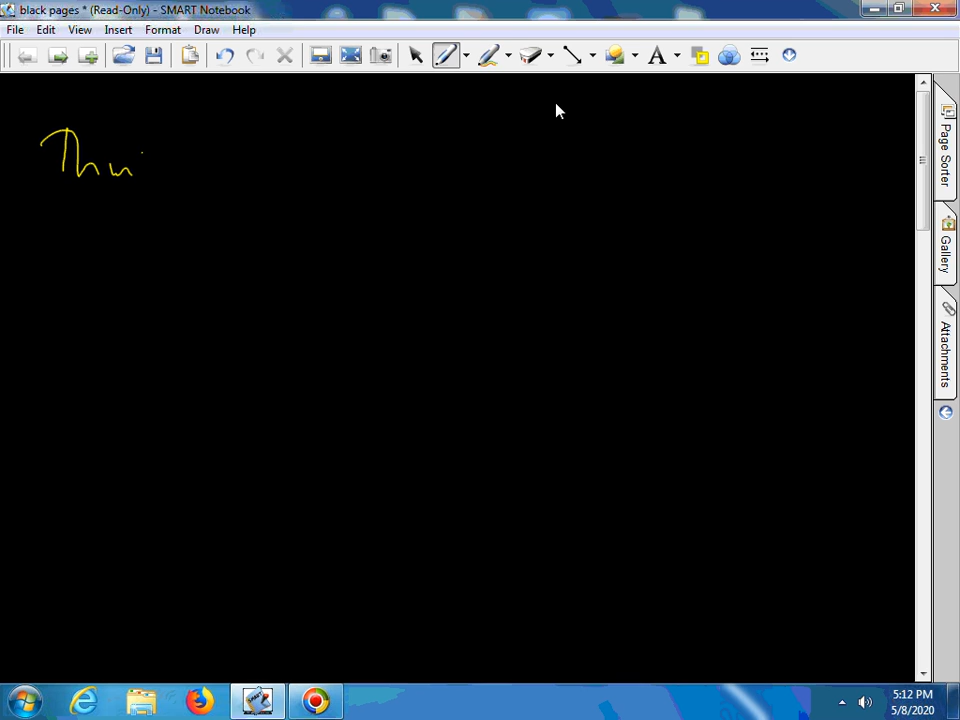 black pages * (Read-Only) - SMART Notebook
File Edit View Insert Format Draw Help
Page Sorter
Gallery
Attachments
5:12 PM
5/8/2020